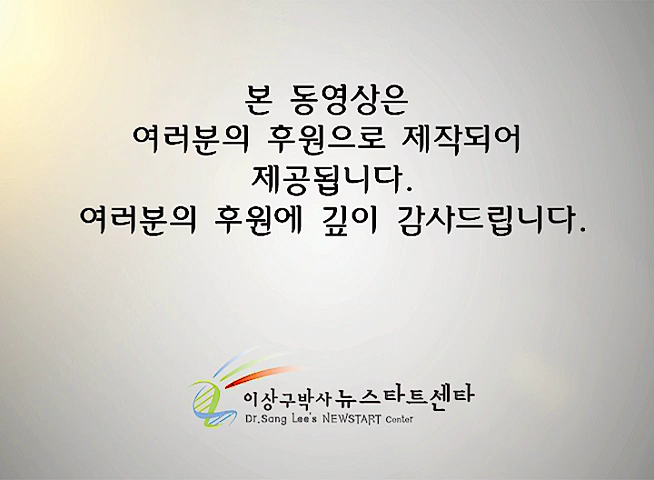 본 동영상은
여러분의 후원으로 제작되어
제공됩니다.
여러분의 후원에 깊이 감사드립니다.
이상구박사 뉴스타트센타
Dr.Sang Lee's NEWSTART Center